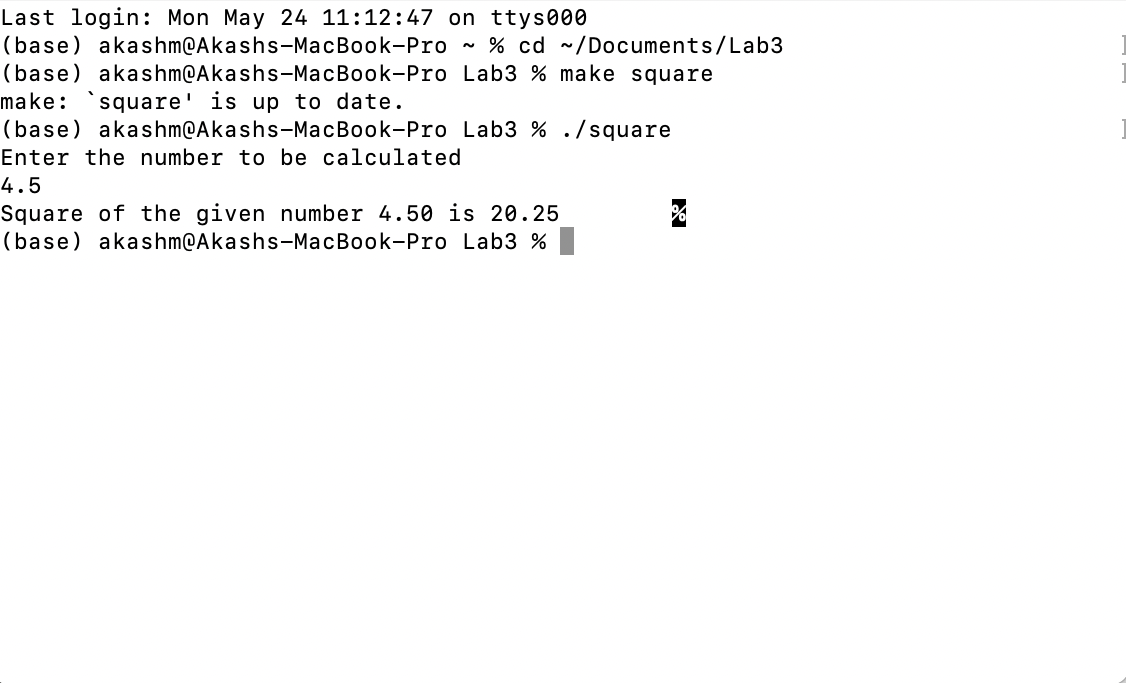 Last login: Mon May 24 11:12:47 on ttys000
(base) akashm@Akashs-MacBook-Pro ~ % cd ~/Documents/Lab3
(base) akashm@Akashs-MacBook-Pro Lab3 % make square
make: `square' is up to date.
(base) akashm@Akashs-MacBook-Pro Lab3 % ./square
Enter the number to be calculated
4.5
Square of the given number 4.50 is 20.25        %
(base) akashm@Akashs-MacBook-Pro Lab3 %